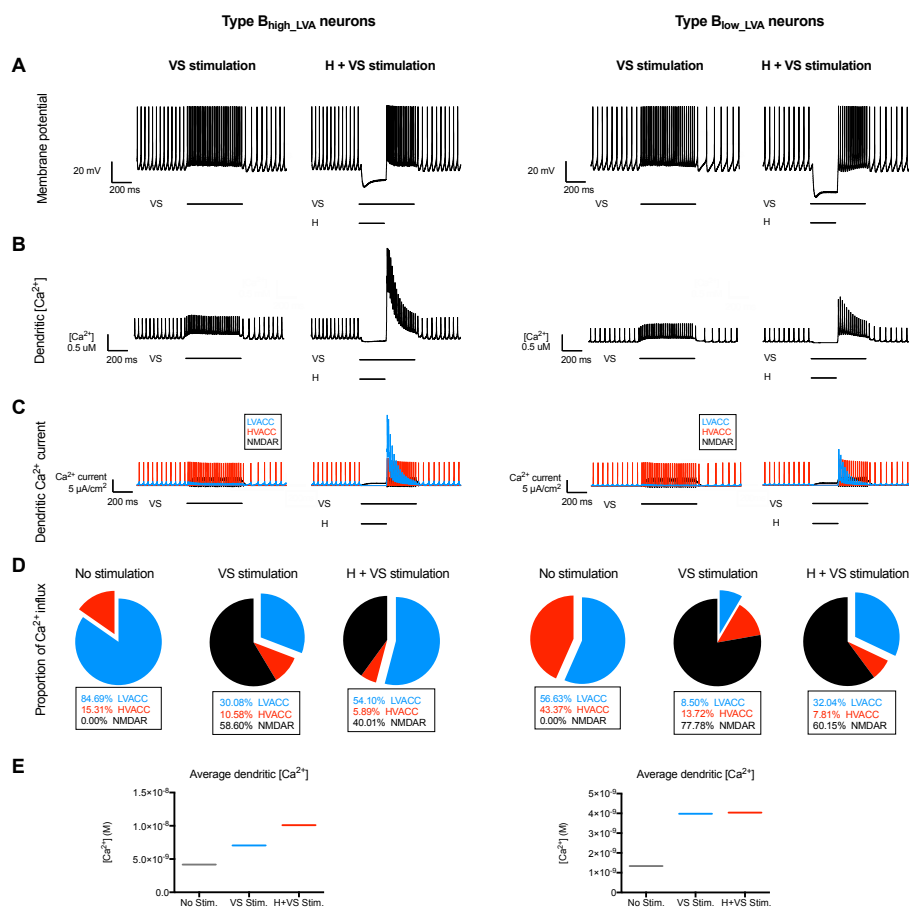 Type B_high_LVA neurons
Type B_low_LVA neurons
A
VS stimulation
H + VS stimulation
VS stimulation
H + VS stimulation
Membrane potential
20 mV
200 ms
VS
VS
H
20 mV
200 ms
VS
VS
H
B
Dendritic [Ca²⁺]
[Ca²⁺]
0.5 uM
200 ms
VS
VS
H
[Ca²⁺]
0.5 uM
200 ms
VS
VS
H
C
Dendritic Ca²⁺ current
LVACC
HVACC
NMDAR
Ca²⁺ current
5 µA/cm²
200 ms
VS
VS
H
LVACC
HVACC
NMDAR
Ca²⁺ current
5 µA/cm²
200 ms
VS
VS
H
D
Proportion of Ca²⁺ influx
No stimulation
VS stimulation
H + VS stimulation
No stimulation
VS stimulation
H + VS stimulation
84.69% LVACC
15.31% HVACC
0.00% NMDAR
30.08% LVACC
10.58% HVACC
58.60% NMDAR
54.10% LVACC
5.89% HVACC
40.01% NMDAR
56.63% LVACC
43.37% HVACC
0.00% NMDAR
8.50% LVACC
13.72% HVACC
77.78% NMDAR
32.04% LVACC
7.81% HVACC
60.15% NMDAR
E
Average dendritic [Ca²⁺]
[Ca²⁺] (M)
1.5×10⁻⁸
1.0×10⁻⁸
5.0×10⁻⁹
0.0
No Stim.
VS Stim.
H+VS Stim.
Average dendritic [Ca²⁺]
[Ca²⁺] (M)
5×10⁻⁹
4×10⁻⁹
3×10⁻⁹
2×10⁻⁹
1×10⁻⁹
0
No Stim.
VS Stim.
H+VS Stim.